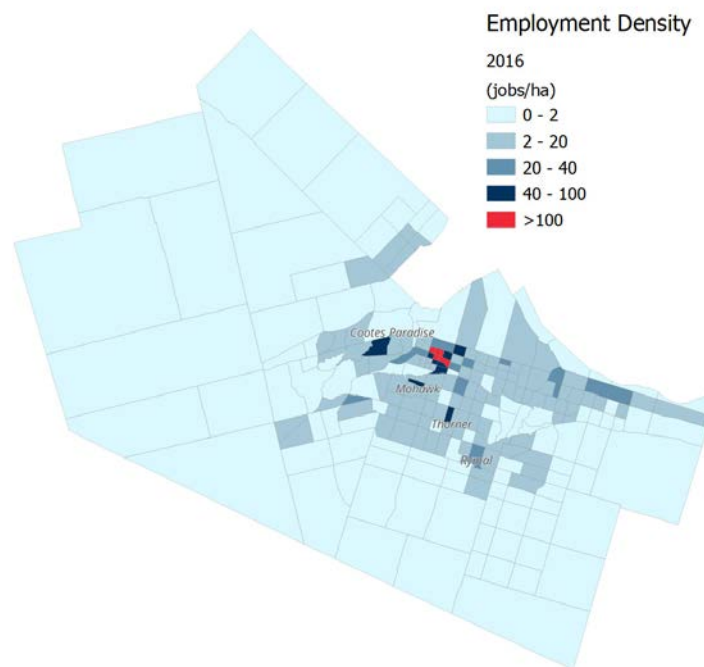 Employment Density
2016
(jobs/ha)
0 - 2
2 - 20
20 - 40
40 - 100
>100
Cootes Paradise
Mohawk
Thorner
Rymal